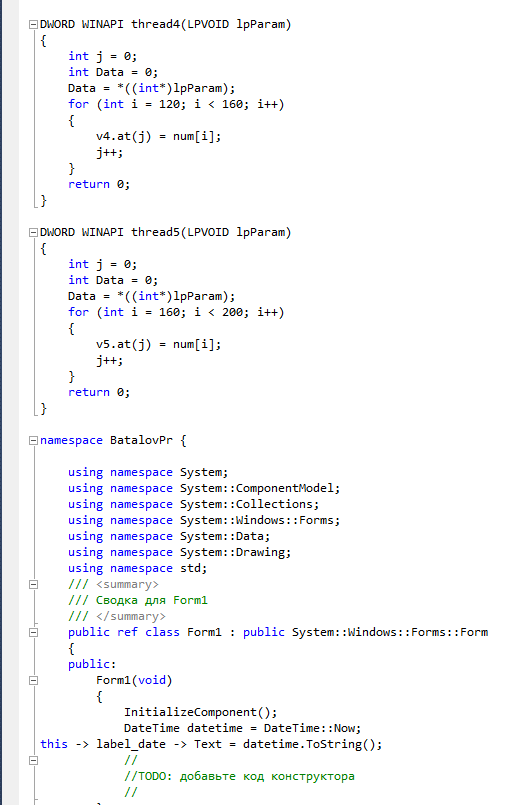 DWORD WINAPI thread4(LPVOID lpParam)
{
    int j = 0;
    int Data = 0;
    Data = *((int*)lpParam);
    for (int i = 120; i < 160; i++)
    {
        v4.at(j) = num[i];
        j++;
    }
    return 0;
}

DWORD WINAPI thread5(LPVOID lpParam)
{
    int j = 0;
    int Data = 0;
    Data = *((int*)lpParam);
    for (int i = 160; i < 200; i++)
    {
        v5.at(j) = num[i];
        j++;
    }
    return 0;
}

namespace BatalovPr {

    using namespace System;
    using namespace System::ComponentModel;
    using namespace System::Collections;
    using namespace System::Windows::Forms;
    using namespace System::Data;
    using namespace System::Drawing;
    using namespace std;
    /// <summary>
    /// Сводка для Form1
    /// </summary>
    public ref class Form1 : public System::Windows::Forms::Form
    {
    public:
        Form1(void)
        {
            InitializeComponent();
            DateTime datetime = DateTime::Now;
this -> label_date -> Text = datetime.ToString();
            //
            //TODO: добавьте код конструктора
            //